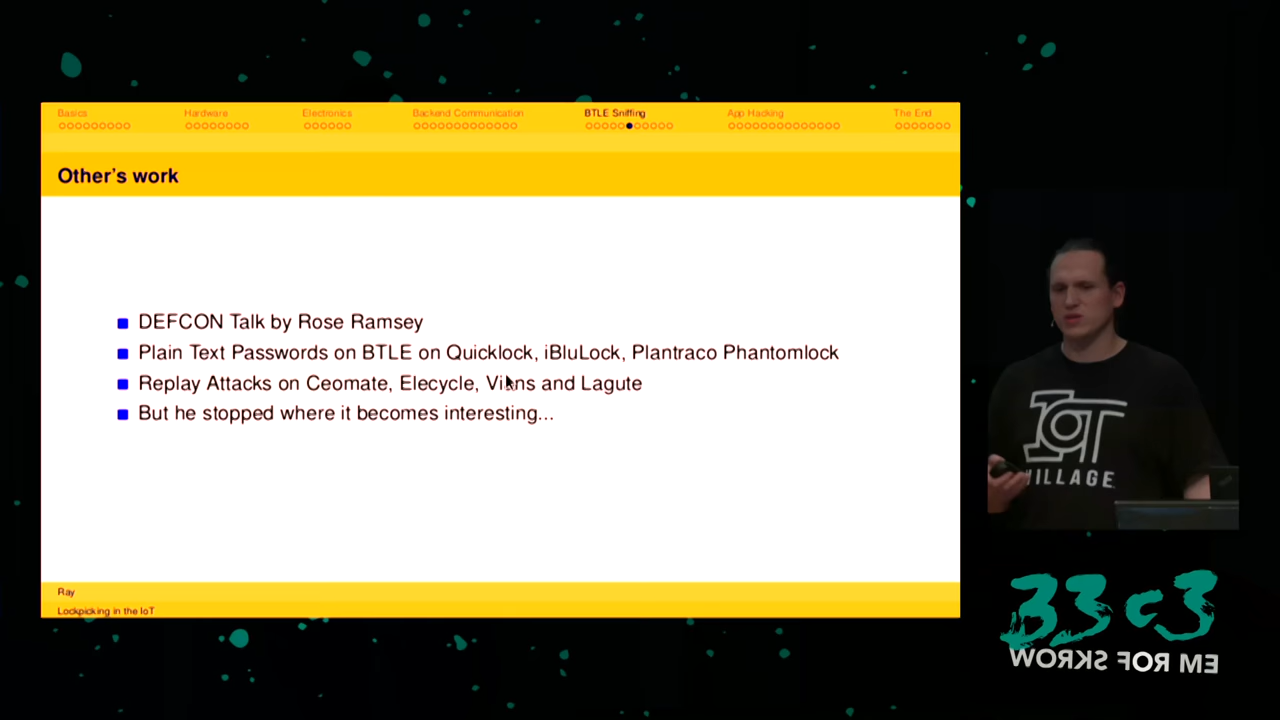 Basics
Hardware
Electronics
Backend Communication
BTLE Sniffing
App Hacking
The End
Other's work
DEFCON Talk by Rose Ramsey
Plain Text Passwords on BTLE on Quicklock, iBluLock, Plantraco Phantomlock
Replay Attacks on Ceomate, Elecycle, Vians and Lagute
But he stopped where it becomes interesting...
Ray
Lockpicking in the IoT
IOT
VILLAGE
33c3
WORKS FOR ME